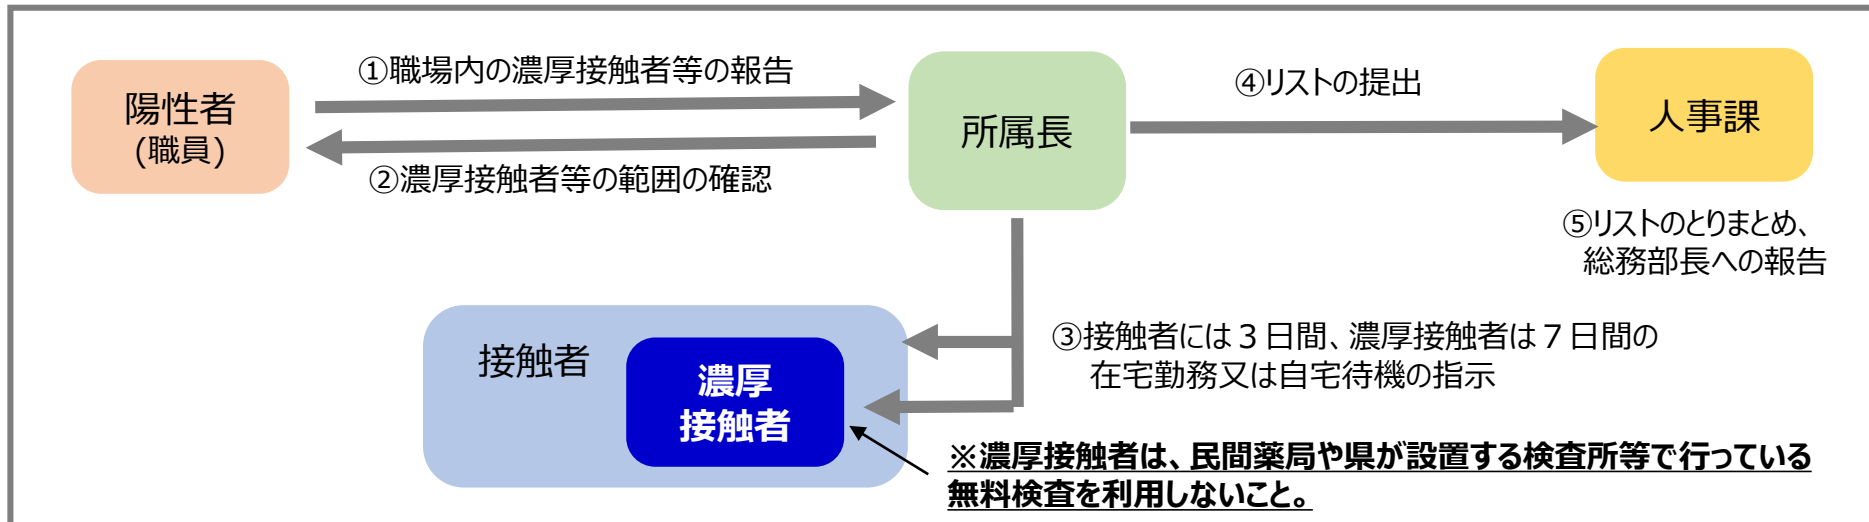 ①職場内の濃厚接触者等の報告
陽性者
(職員)
②濃厚接触者等の範囲の確認
所属長
④リストの提出
人事課
⑤リストのとりまとめ、
総務部長への報告
③接触者には３日間、濃厚接触者は７日間の
在宅勤務又は自宅待機の指示
接触者
濃厚
接触者
※濃厚接触者は、民間薬局や県が設置する検査所等で行っている
無料検査を利用しないこと。